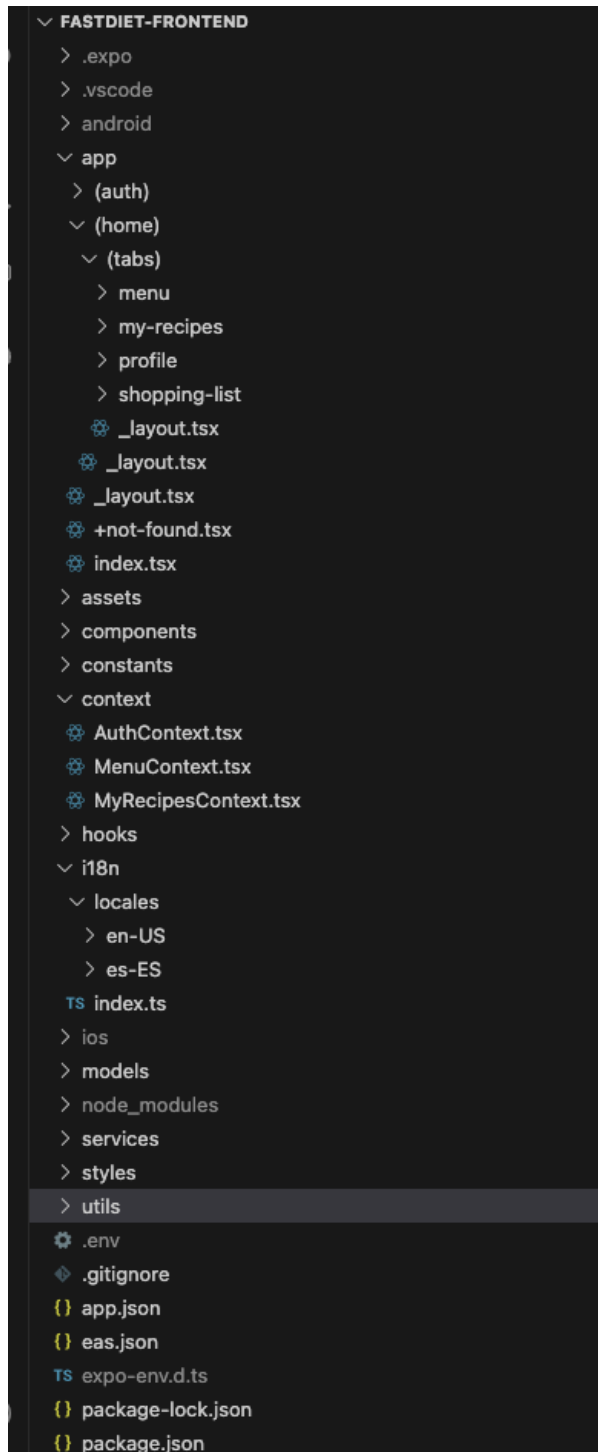 FASTDIET-FRONTEND
.expo
.vscode
android
app
(auth)
(home)
(tabs)
menu
my-recipes
profile
shopping-list
_layout.tsx
_layout.tsx
_layout.tsx
+not-found.tsx
index.tsx
assets
components
constants
context
AuthContext.tsx
MenuContext.tsx
MyRecipesContext.tsx
hooks
i18n
locales
en-US
es-ES
TS index.ts
ios
models
node_modules
services
styles
utils
.env
.gitignore
{} app.json
{} eas.json
TS expo-env.d.ts
{} package-lock.json
{} package.json